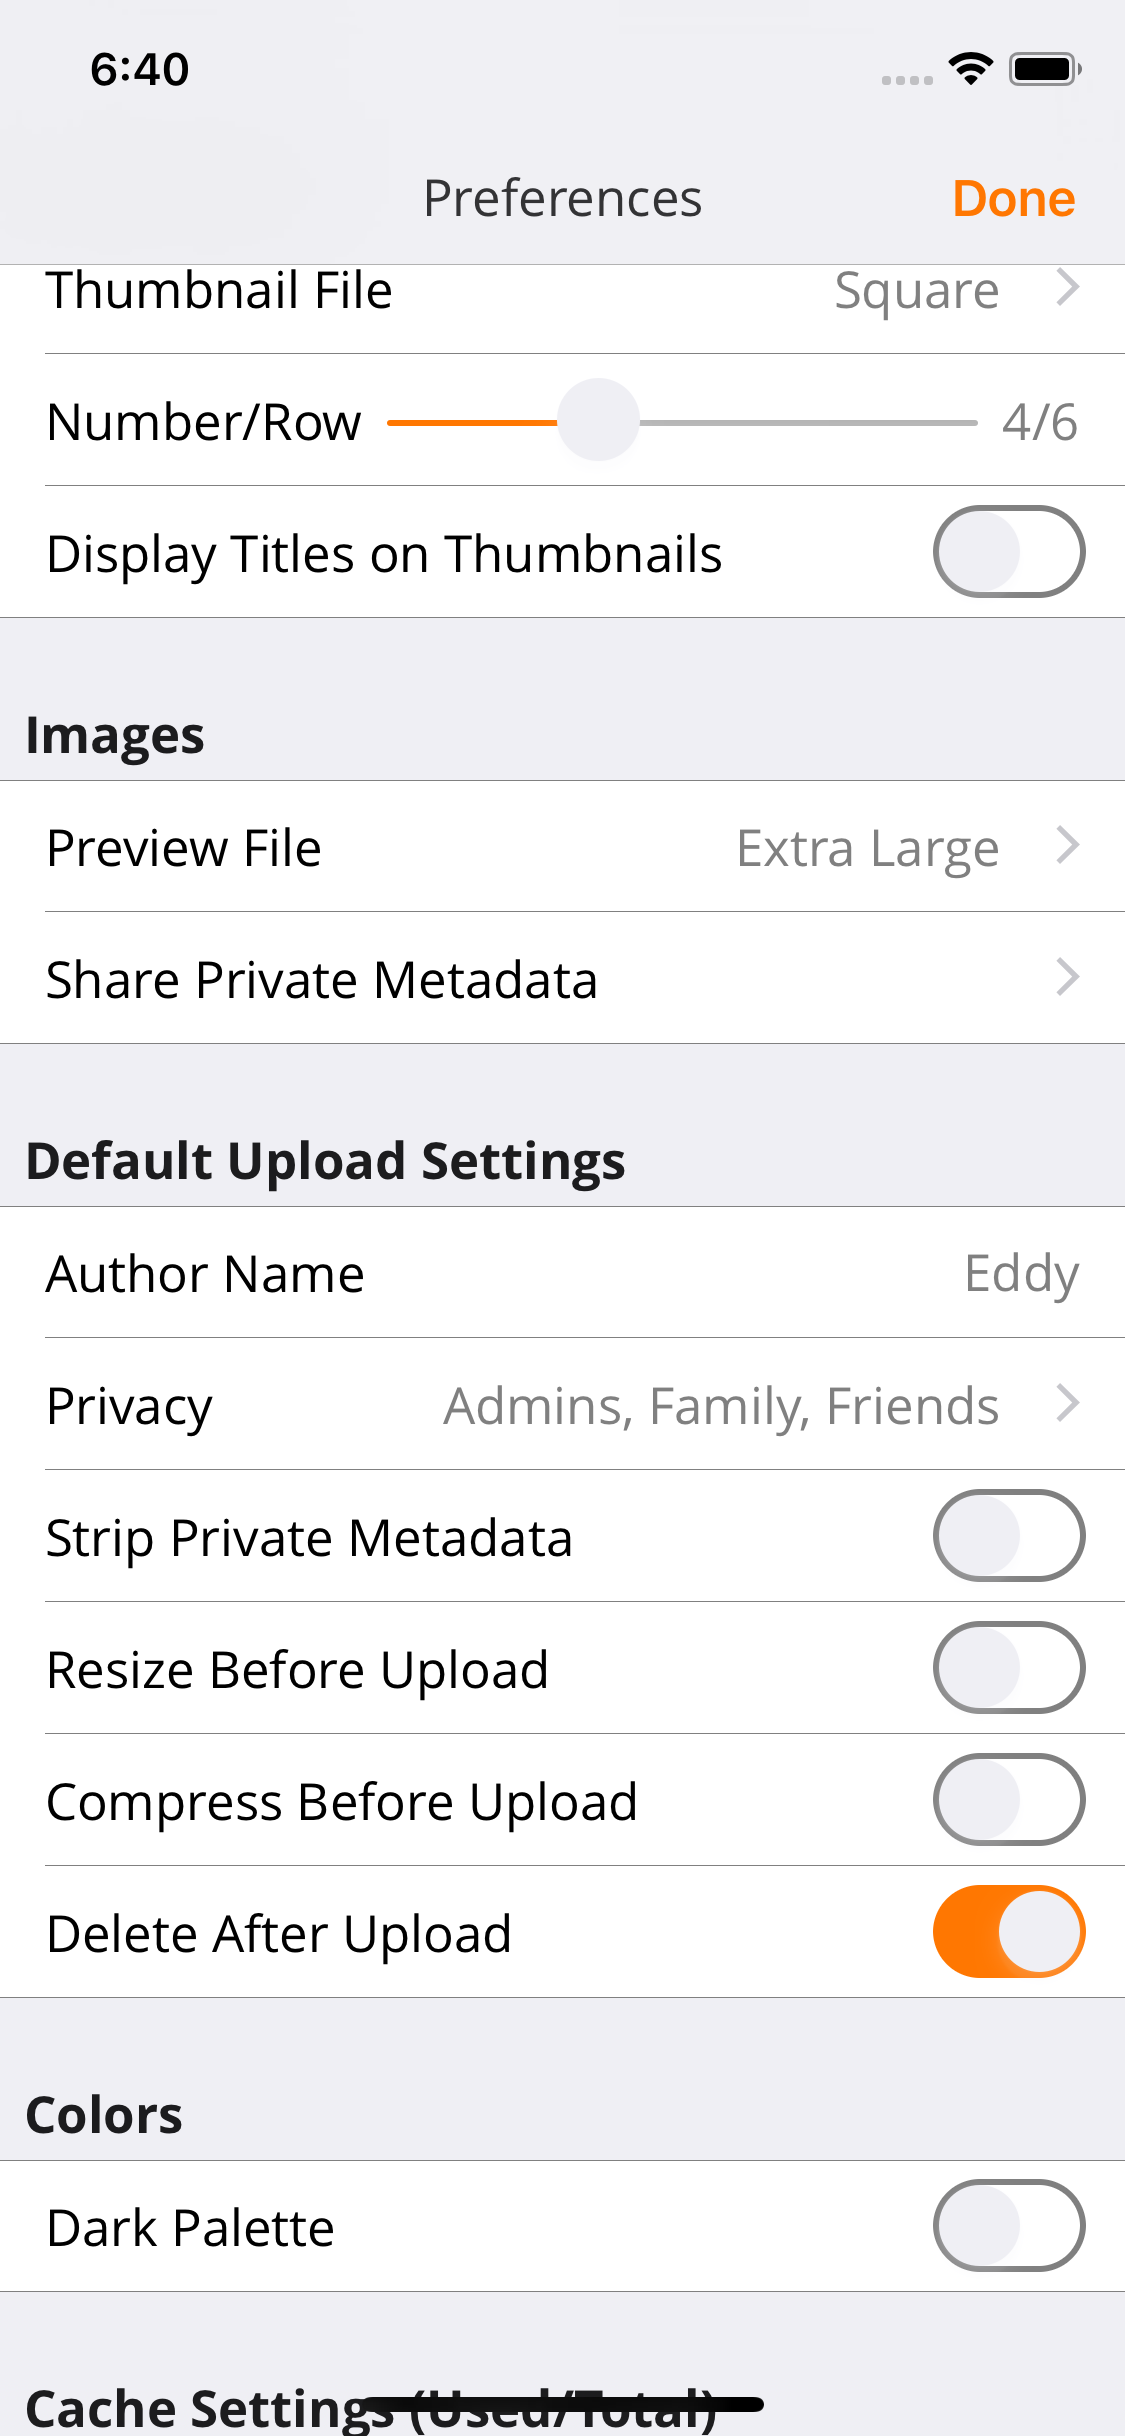 6:40
Preferences Done
Thumbnail File Square
Number/Row 4/6
Display Titles on Thumbnails
Images
Preview File Extra Large
Share Private Metadata
Default Upload Settings
Author Name Eddy
Privacy Admins, Family, Friends
Strip Private Metadata
Resize Before Upload
Compress Before Upload
Delete After Upload
Colors
Dark Palette
Cache Settings (Used/Total)